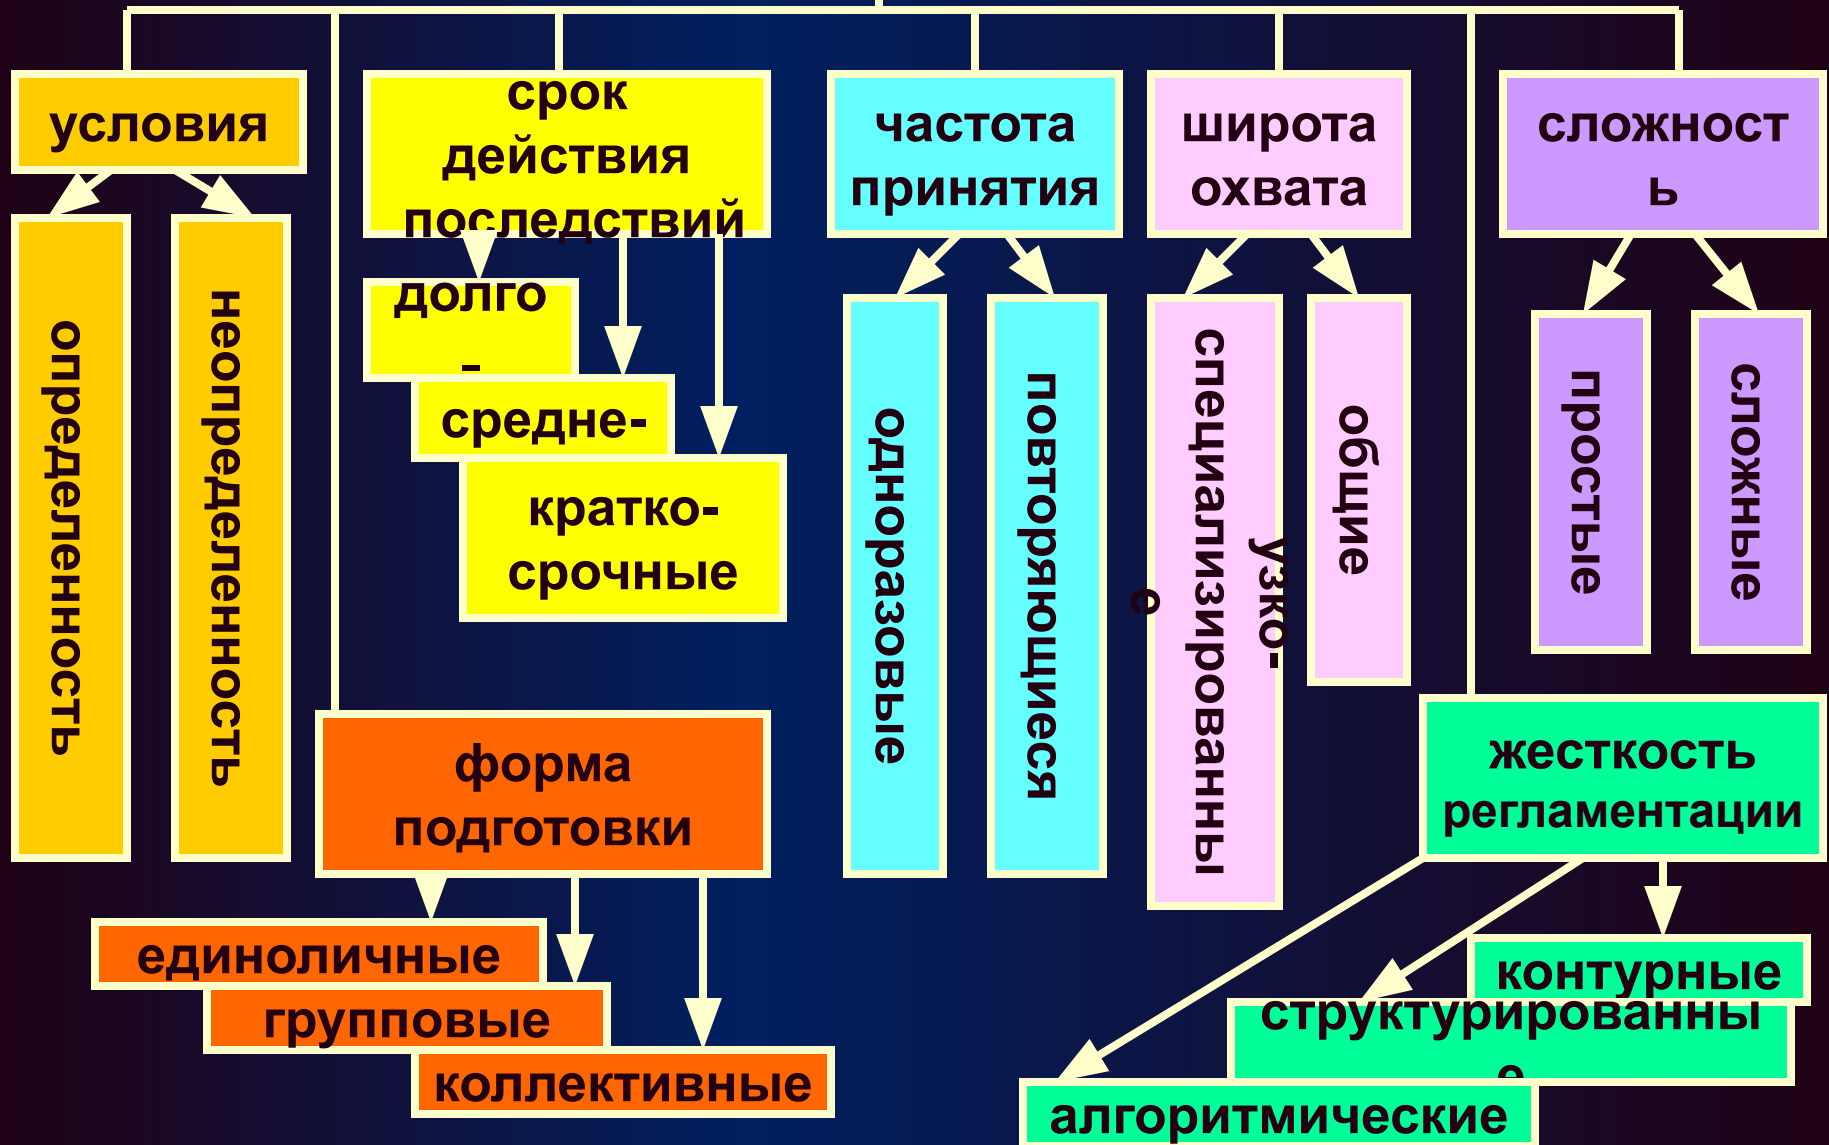 условия
определенность
неопределенность
срок
действия
последствий
долго
-
средне-
кратко-
срочные
частота
принятия
одноразовые
повторяющиеся
широта
охвата
узко-
специализированны
е
общие
сложност
ь
простые
сложные
форма
подготовки
единоличные
групповые
коллективные
жесткость
регламентации
контурные
структурированны
е
алгоритмические